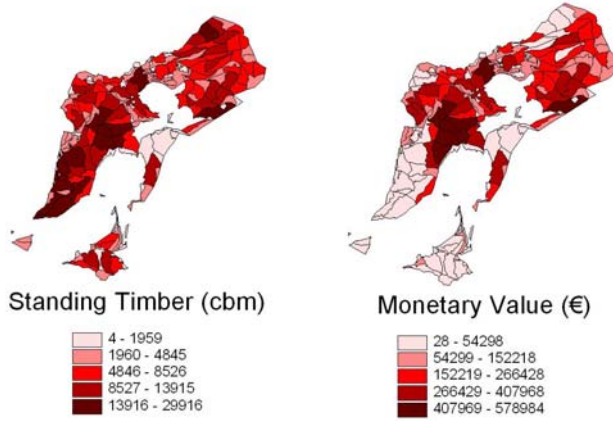 Standing Timber (cbm)
4 - 1959
1960 - 4845
4846 - 8526
8527 - 13915
13916 - 29916
Monetary Value (€)
28 - 54298
54299 - 152218
152219 - 266428
266429 - 407968
407969 - 578984